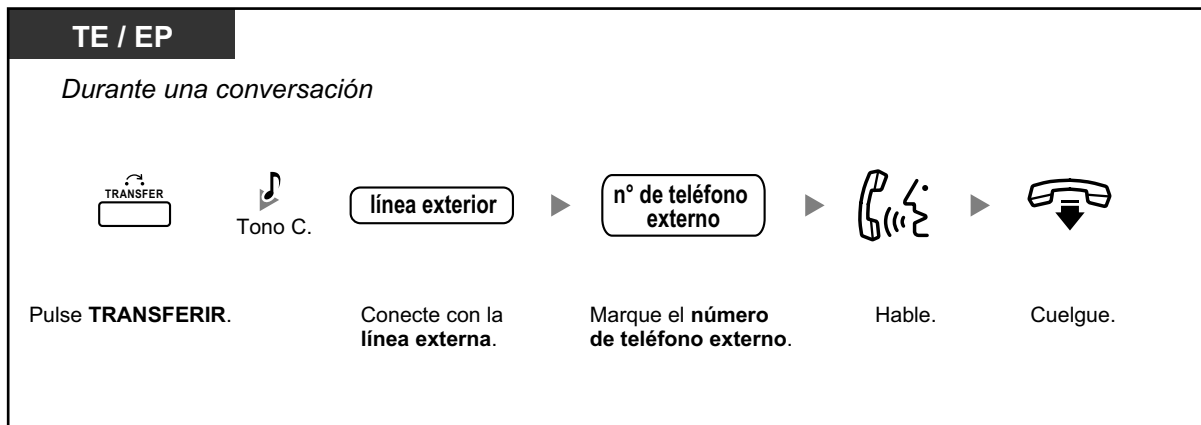 TE / EP
Durante una conversación
TRANSFER
Tono C.
línea exterior
n° de teléfono
externo
Pulse TRANSFERIR.
Conecte con la
línea externa.
Marque el número
de teléfono externo.
Hable.
Cuelgue.